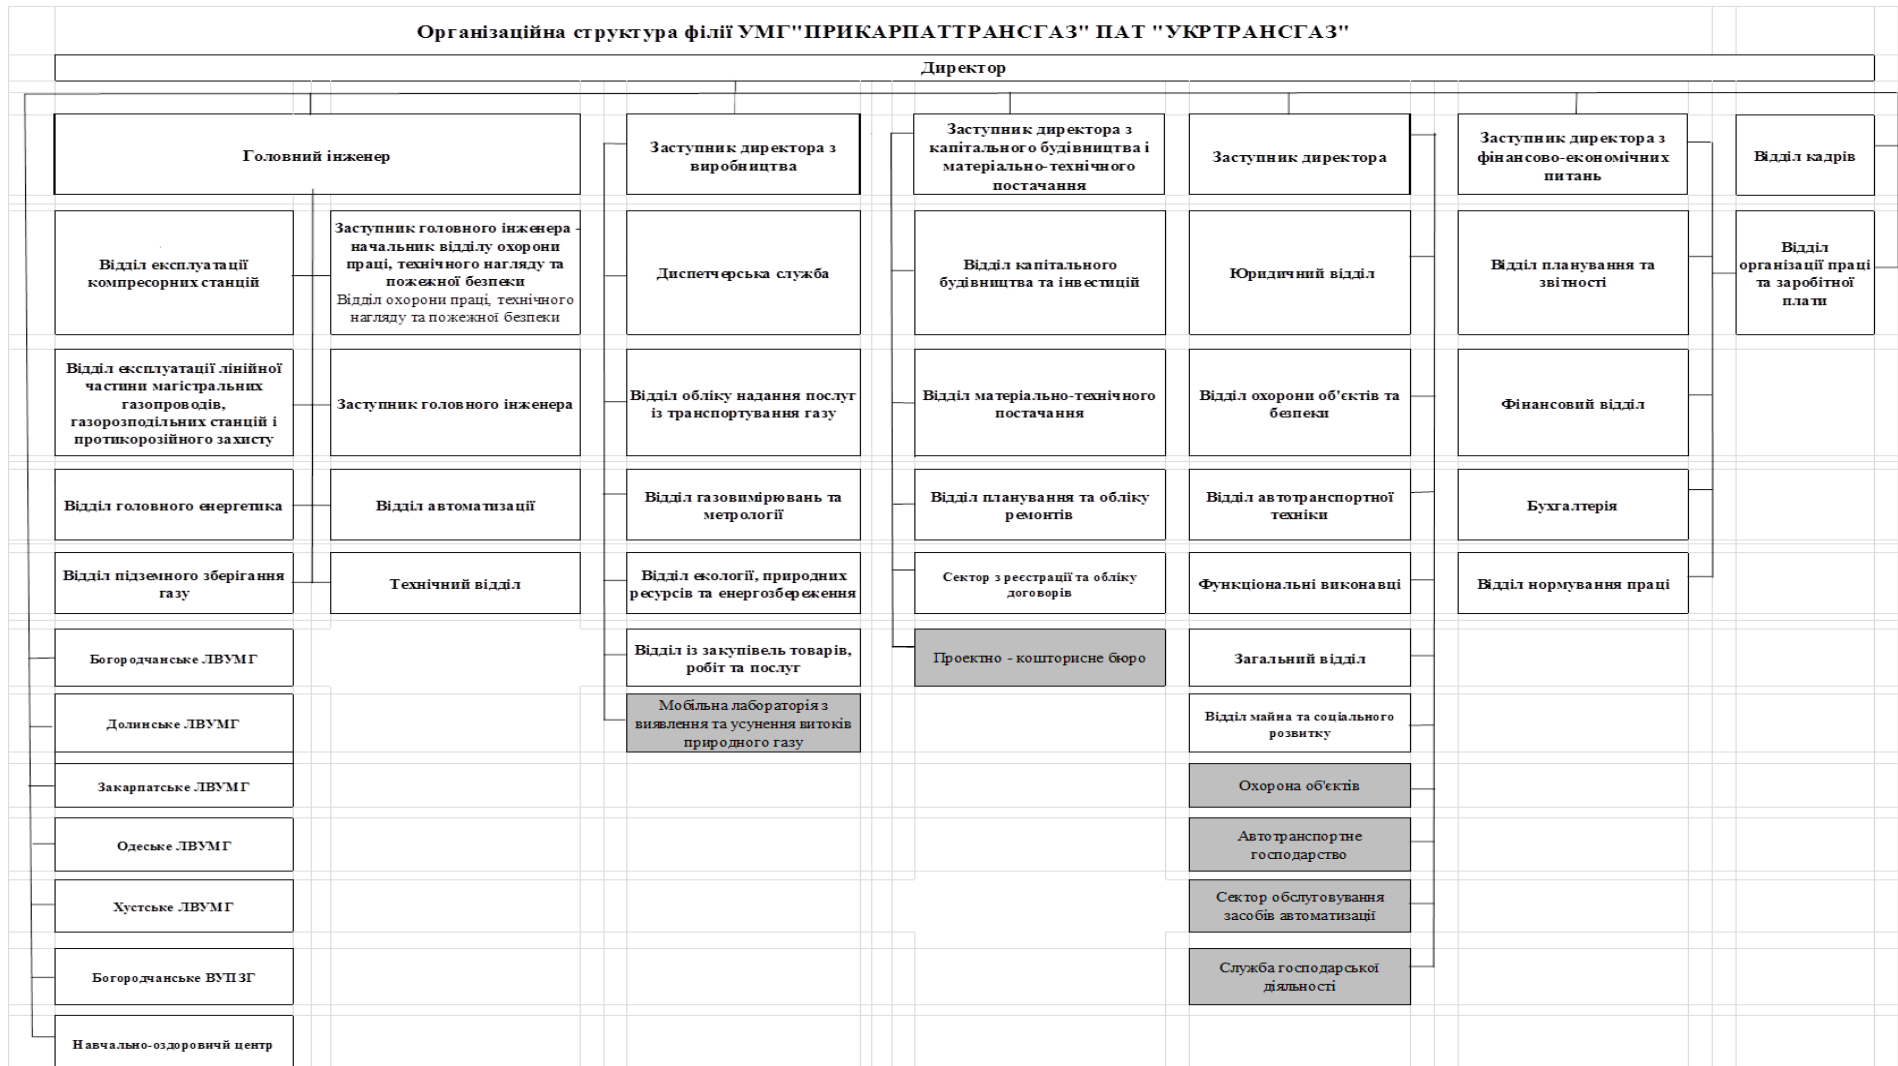 Організаційна структура філії УМГ"ПРИКАРПАТТРАНСГАЗ" ПАТ "УКРТРАНСГАЗ"
Директор
Головний інженер
Заступник директора з
виробництва
Заступник директора з
капітального будівництва і
матеріально-технічного
постачання
Заступник директора
Заступник директора з
фінансово-економічних
питань
Відділ кадрів
Відділ експлуатації
компресорних станцій
Заступник головного інженера -
начальник відділу охорони
праці, технічного нагляду та
пожежної безпеки
Відділ охорони праці, технічного
нагляду та пожежної безпеки
Диспетчерська служба
Відділ капітального
будівництва та інвестицій
Юридичний відділ
Відділ планування та
звітності
Відділ
організації праці
та заробітної
плати
Відділ експлуатації лінійної
частини магістральних
газопроводів,
газорозподільних станцій і
протикорозійного захисту
Заступник головного інженера
Відділ обліку надання послуг
із транспортування газу
Відділ матеріально-технічного
постачання
Відділ охорони об'єктів та
безпеки
Фінансовий відділ
Відділ головного енергетика
Відділ автоматизації
Відділ газовимірювань та
метрології
Відділ планування та обліку
ремонтів
Відділ автотранспортної
техніки
Бухгалтерія
Відділ підземного зберігання
газу
Технічний відділ
Відділ екології, природних
ресурсів та енергозбереження
Сектор з реєстрації та обліку
договорів
Функціональні виконавці
Відділ нормування праці
Богородчанське ЛВУМГ
Відділ із закупівель товарів,
робіт та послуг
Проектно - кошторисне бюро
Загальний відділ
Долинське ЛВУМГ
Мобільна лабораторія з
виявлення та усунення витоків
природного газу
Відділ майна та соціального
розвитку
Закарпатське ЛВУМГ
Охорона об'єктів
Одеське ЛВУМГ
Автотранспортне
господарство
Хустське ЛВУМГ
Сектор обслуговування
засобів автоматизації
Богородчанське ВУПЗГ
Служба господарської
діяльності
Навчально-оздоровичй центр